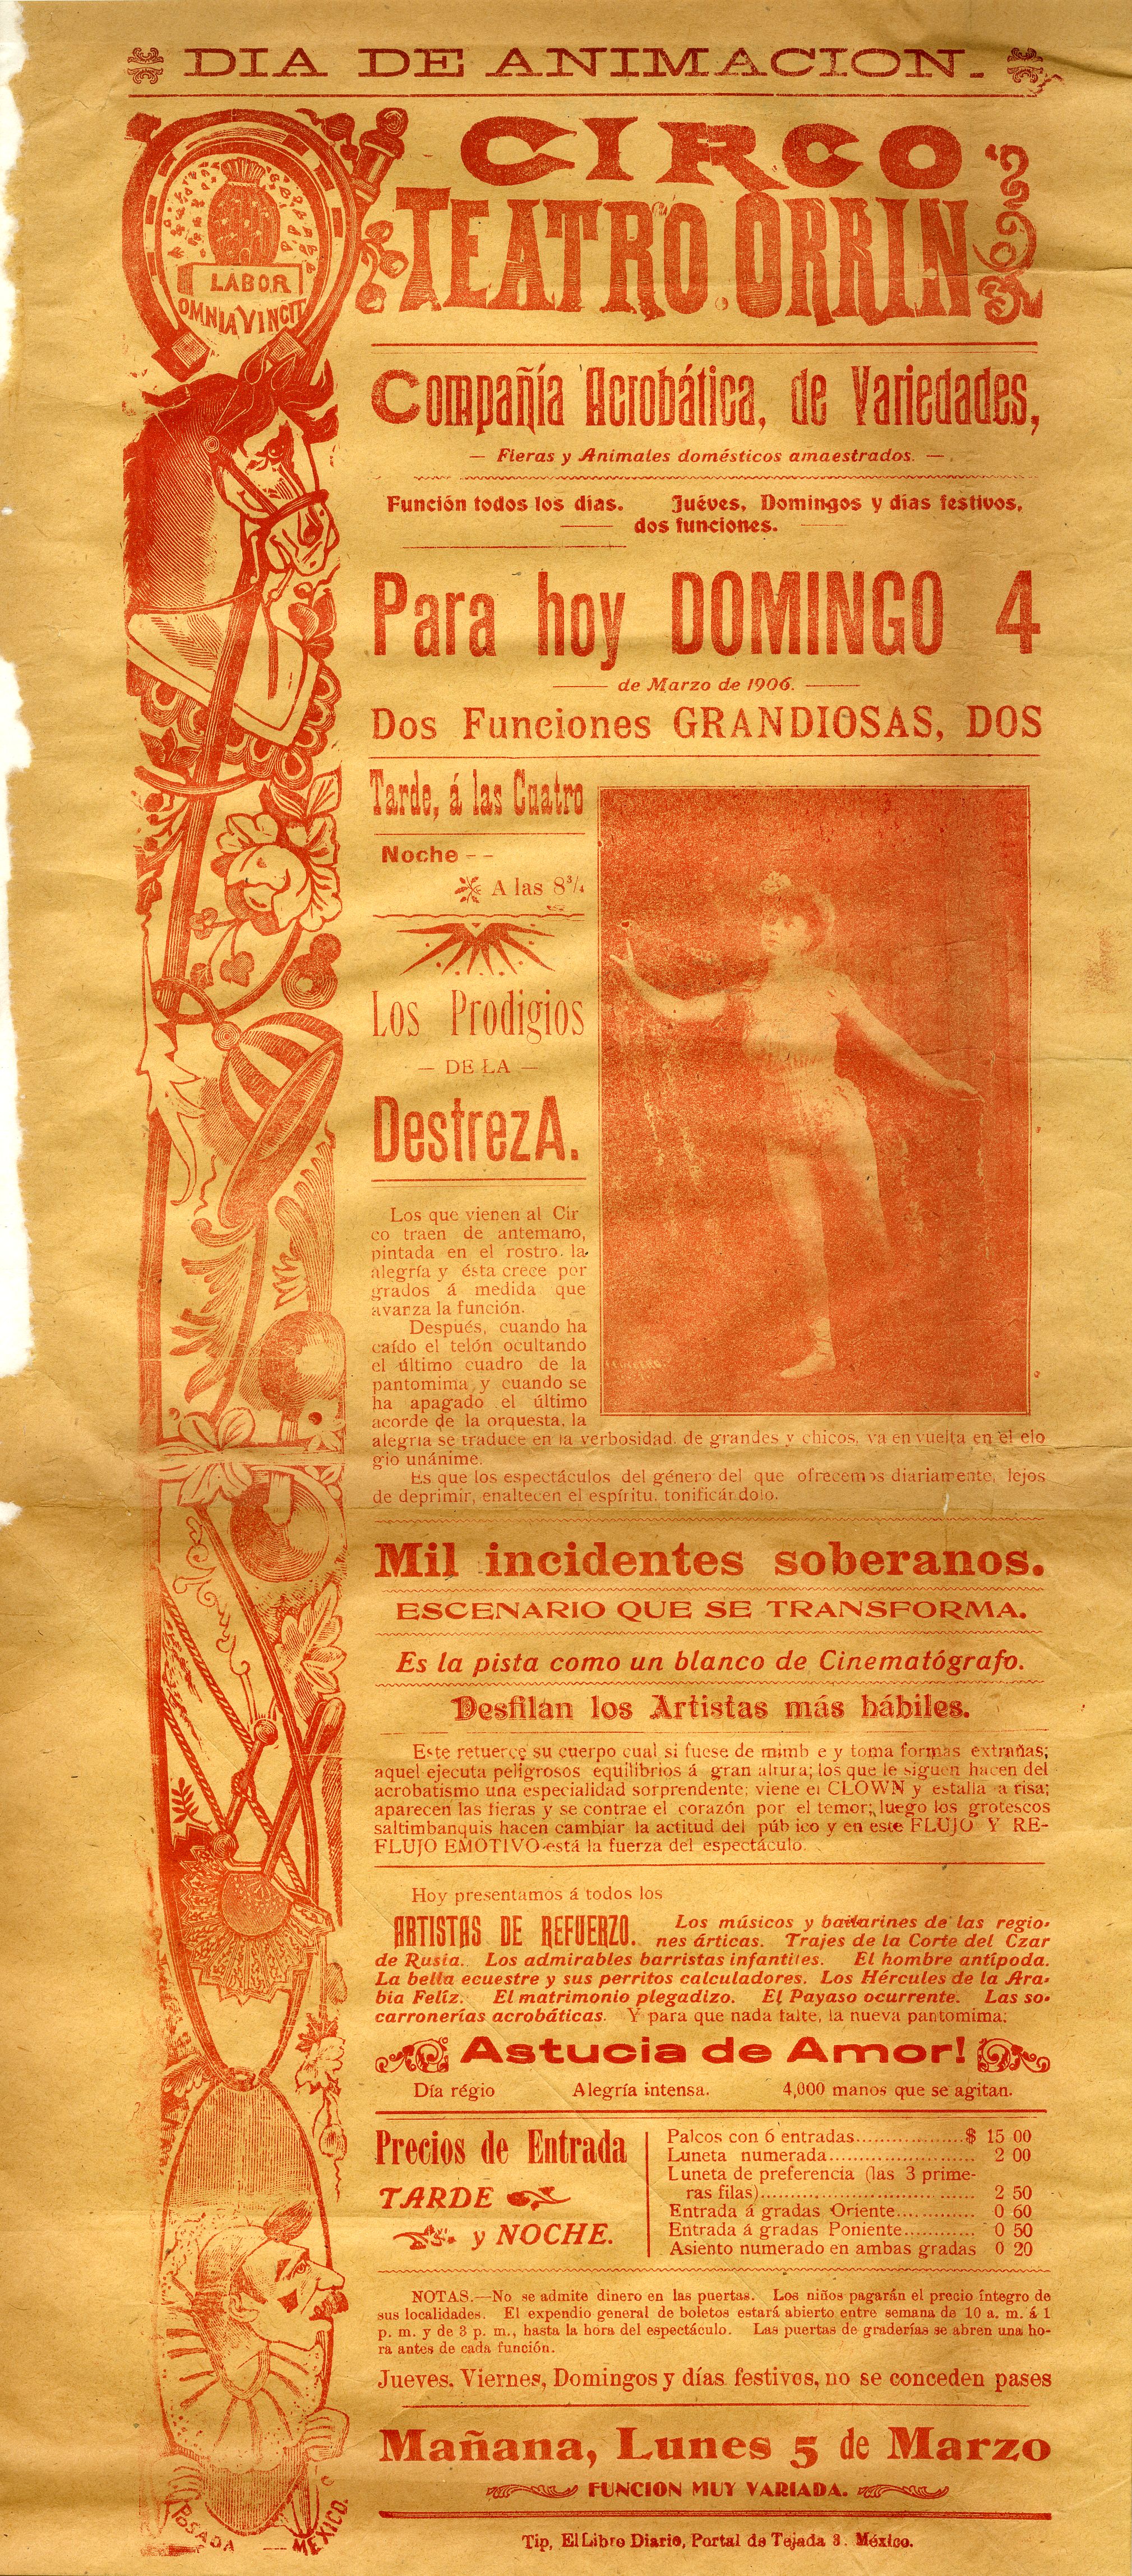 DIA DE ANIMACION.
CIRCO
TEATRO ORRIN
LABOR
OMNIA VINCIT
Compañía Acrobática, de Variedades,
— Fieras y Animales domésticos amaestrados. —
Función todos los días. Juéves, Domingos y días festivos,
dos funciones.
Para hoy DOMINGO 4
de Marzo de 1906.
Dos Funciones GRANDIOSAS, DOS
Tarde, á las Cuatro
Noche - -
A las 8¾
Los Prodigios
— DE LA —
DestrezA.
Los que vienen al Cir
co traen de antemano,
pintada en el rostro. la
alegría y ésta crece por
grados á medida que
avanza la función.
Después, cuando ha
caído el telón ocultando
el último cuadro de la
pantomima y cuando se
ha apagado el último
acorde de la orquesta, la
alegria se traduce en la verbosidad de grandes y chicos, va en vuelta en el elo
gio unánime.
Es que los espectáculos del género del que ofrecemos diariamente, lejos
de deprimir, enaltecen el espíritu, tonificándolo.
Mil incidentes soberanos.
ESCENARIO QUE SE TRANSFORMA.
Es la pista como un blanco de Cinematógrafo.
Desfilan los Artistas más hábiles.
Este retuerce su cuerpo cual si fuese de mimb e y toma formas extrañas;
aquel ejecuta peligrosos equilibrios á gran altura; los que le siguen hacen del
acrobatismo una especialidad sorprendente; viene el CLOWN y estalla a risa;
aparecen las fieras y se contrae el corazón por el temor; luego los grotescos
saltimbanquis hacen cambiar la actitud del púb ico y en este FLUJO Y RE-
FLUJO EMOTIVO está la fuerza del espectáculo.
Hoy presentamos á todos los
ARTISTAS DE REFUERZO. Los músicos y bailarines de las regio-
nes árticas. Trajes de la Corte del Czar
de Rusia. Los admirables barristas infantiles. El hombre antípoda.
La bella ecuestre y sus perritos calculadores. Los Hércules de la Ara-
bia Felíz. El matrimonio plegadizo. El Payaso ocurrente. Las so-
carronerías acrobáticas. Y para que nada falte, la nueva pantomima:
Astucia de Amor!
Día régio Alegría intensa. 4,000 manos que se agitan.
Precios de Entrada
TARDE
y NOCHE.
Palcos con 6 entradas..................$ 15 00
Luneta numerada........................ 2 00
Luneta de preferencia (las 3 prime-
ras filas).................................... 2 50
Entrada á gradas Oriente............. 0 60
Entrada á gradas Poniente............ 0 50
Asiento numerado en ambas gradas 0 20
NOTAS.—No se admite dinero en las puertas. Los niños pagarán el precio íntegro de
sus localidades. El expendio general de boletos estará abierto entre semana de 10 a. m. á 1
p. m. y de 3 p. m., hasta la hora del espectáculo. Las puertas de graderías se abren una ho-
ra antes de cada función.
Jueves, Viernes, Domingos y días festivos, no se conceden pases
Mañana, Lunes 5 de Marzo
FUNCION MUY VARIADA.
POSADA — MEXICO.
Tip, El Libro Diario, Portal de Tejada 3. México.